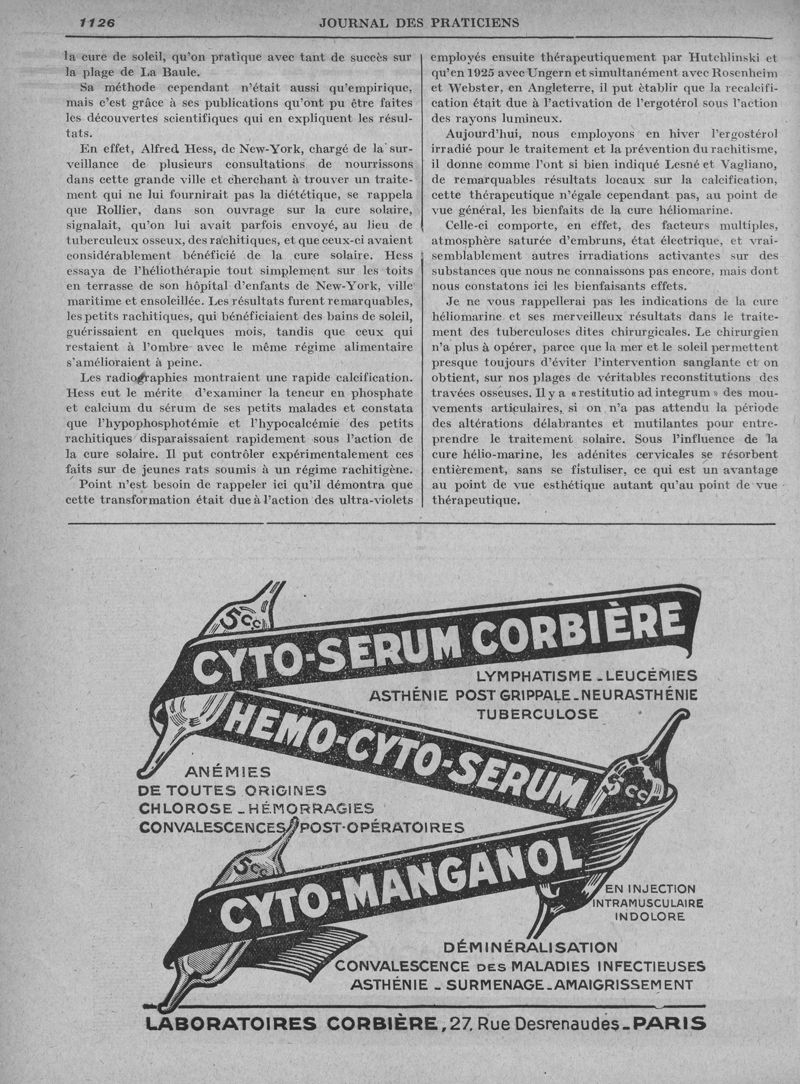 1126
JOURNAL DES PRATICIENS
la cure de soleil, qu'on pratique avec tant de succès sur
la plage de La Baule.
Sa méthode cependant n'était aussi qu'empirique,
mais c'est grâce à ses publications qu'ont pu être faites
les découvertes scientifiques qui en expliquent les résul-
tats.
En effet, Alfred Hess, de New-York, chargé de la sur-
veillance de plusieurs consultations de nourrissons
dans cette grande ville et cherchant à trouver un traite-
ment qui ne lui fournirait pas la diététique, se rappela
que Rollier, dans son ouvrage sur la cure solaire,
signalait, qu'on lui avait parfois envoyé, au lieu de
tuberculeux osseux, des rachitiques, et que ceux-ci avaient
considérablement bénéficié de la cure solaire. Hess
essaya de l'héliothérapie tout simplement sur les toits
en terrasse de son hôpital d'enfants de New-York, ville
maritime et ensoleillée. Les résultats furent remarquables,
les petits rachitiques, qui bénéficiaient des bains de soleil,
guérissaient en quelques mois, tandis que ceux qui
restaient à l'ombre avec le même régime alimentaire
s'amélioraient à peine.
Les radiographies montraient une rapide calcification.
Hess eut le mérite d'examiner la teneur en phosphate
et calcium du sérum de ses petits malades et constata
que l'hypophosphotémie et l'hypocalcémie des petits
rachitiques disparaissaient rapidement sous l'action de
la cure solaire. Il put contrôler expérimentalement ces
faits sur de jeunes rats soumis à un régime rachitigène.
Point n'est besoin de rappeler ici qu'il démontra que
cette transformation était due à l'action des ultra-violets
employés ensuite thérapeutiquement par Hutchlinski et
qu'en 1925 avec Ungern et simultanément avec Rosenheim
et Webster, en Angleterre, il put établir que la recalcifi-
cation était due à l'activation de l'ergotérol sous l'action
des rayons lumineux.
Aujourd'hui, nous employons en hiver l'ergostérol
irradié pour le traitement et la prévention du rachitisme,
il donne comme l'ont si bien indiqué Lesné et Vagliano,
de remarquables résultats locaux sur la calcification,
cette thérapeutique n'égale cependant pas, au point de
vue général, les bienfaits de la cure héliomarine.
Celle-ci comporte, en effet, des facteurs multiples,
atmosphère saturée d'embruns, état électrique, et vrai-
semblablement autres irradiations activantes sur des
substances que nous ne connaissons pas encore, mais dont
nous constatons ici les bienfaisants effets.
Je ne vous rappellerai pas les indications de la cure
héliomarine et ses merveilleux résultats dans le traite-
ment des tuberculoses dites chirurgicales. Le chirurgien
n'a plus à opérer, parce que la mer et le soleil permettent
presque toujours d'éviter l'intervention sanglante et on
obtient, sur nos plages de véritables reconstitutions des
travées osseuses. Il y a « restitutio ad integrum » des mou-
vements articulaires, si on n'a pas attendu la période
des altérations délabrantes et mutilantes pour entre-
prendre le traitement solaire. Sous l'influence de la
cure hélio-marine, les adénites cervicales se résorbent
entièrement, sans se fistuliser, ce qui est un avantage
au point de vue esthétique autant qu'au point de vue
thérapeutique.
5cc
CYTO-SERUM CORBIÈRE
LYMPHATISME - LEUCÉMIES
ASTHÉNIE POST GRIPPALE - NEURASTHÉNIE
TUBERCULOSE
HEMO-CYTO-SERUM
5cc
ANÉMIES
DE TOUTES ORIGINES
CHLOROSE - HÉMORRAGIES
CONVALESCENCES POST-OPÉRATOIRES
5cc
CYTO-MANGANOL
EN INJECTION
INTRAMUSCULAIRE
INDOLORE
DÉMINÉRALISATION
CONVALESCENCE DES MALADIES INFECTIEUSES
ASTHÉNIE - SURMENAGE - AMAIGRISSEMENT
LABORATOIRES CORBIÈRE, 27, Rue Desrenaudes - PARIS